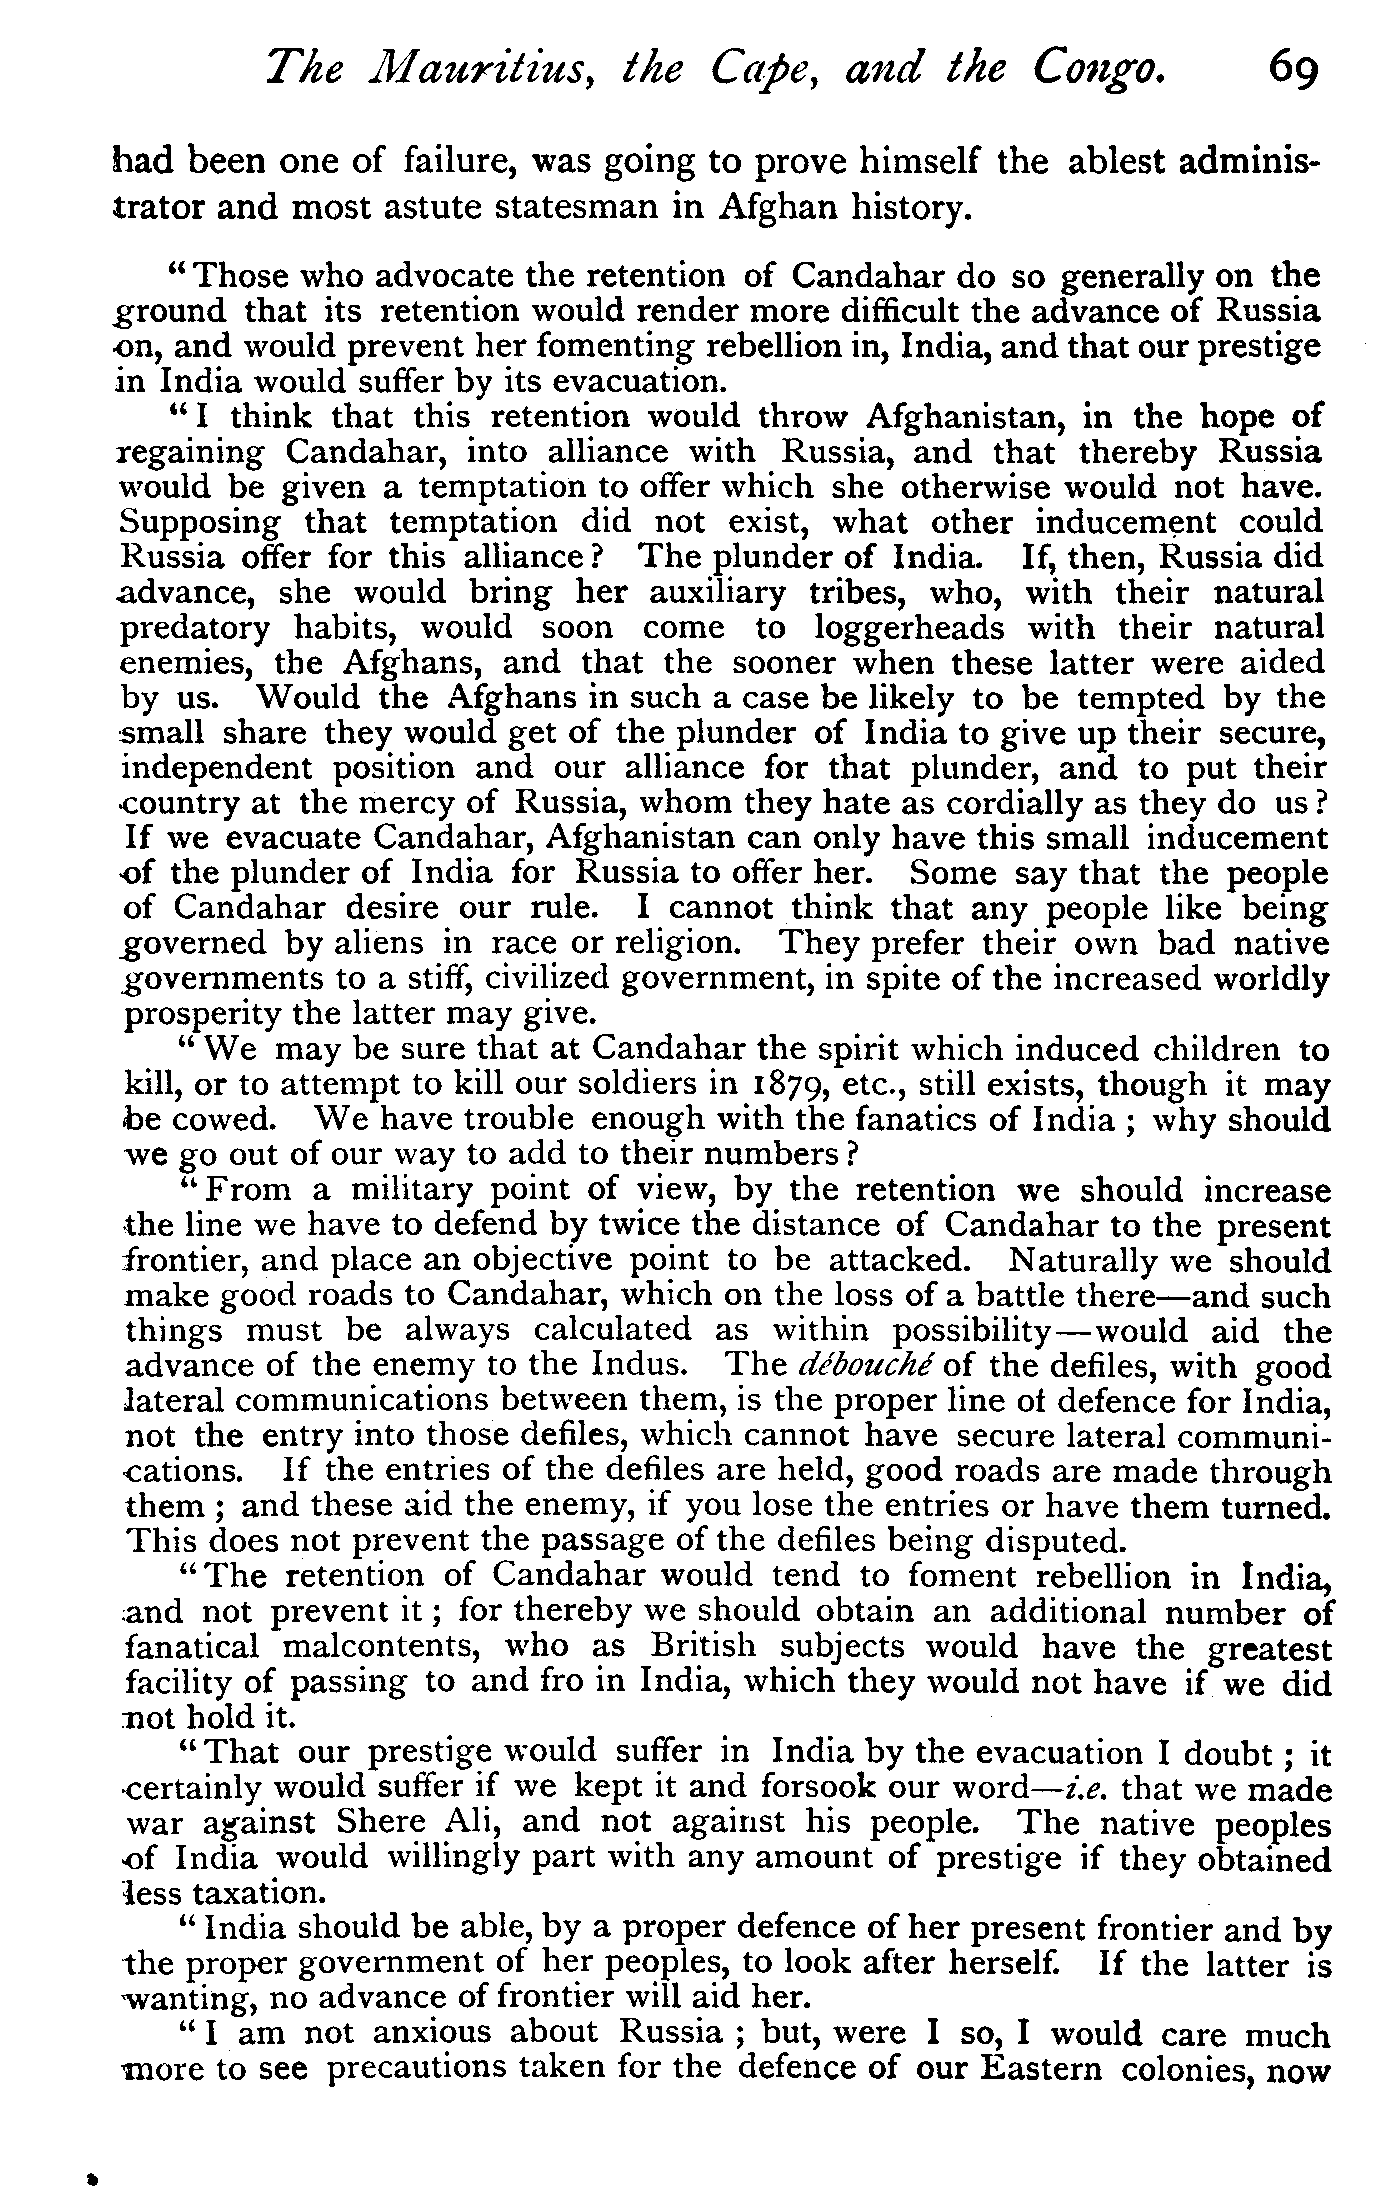 The Mauritius, the Cape, and the Congo. 69
had been one of failure, was going to prove himself the ablest adminis-
trator and most astute statesman in Afghan history.
“Those who advocate the retention of Candahar do so generally on the
ground that its retention would render more difficult the advance of Russia
on, and would prevent her fomenting rebellion in, India, and that our prestige
in India would suffer by its evacuation.
“I think that this retention would throw Afghanistan, in the hope of
regaining Candahar, into alliance with Russia, and that thereby Russia
would be given a temptation to offer which she otherwise would not have.
Supposing that temptation did not exist, what other inducement could
Russia offer for this alliance? The plunder of India. If, then, Russia did
advance, she would bring her auxiliary tribes, who, with their natural
predatory habits, would soon come to loggerheads with their natural
enemies, the Afghans, and that the sooner when these latter were aided
by us. Would the Afghans in such a case be likely to be tempted by the
small share they would get of the plunder of India to give up their secure,
independent position and our alliance for that plunder, and to put their
country at the mercy of Russia, whom they hate as cordially as they do us?
If we evacuate Candahar, Afghanistan can only have this small inducement
of the plunder of India for Russia to offer her. Some say that the people
of Candahar desire our rule. I cannot think that any people like being
governed by aliens in race or religion. They prefer their own bad native
governments to a stiff, civilized government, in spite of the increased worldly
prosperity the latter may give.
“We may be sure that at Candahar the spirit which induced children to
kill, or to attempt to kill our soldiers in 1879, etc., still exists, though it may
be cowed. We have trouble enough with the fanatics of India; why should
we go out of our way to add to their numbers?
“From a military point of view, by the retention we should increase
the line we have to defend by twice the distance of Candahar to the present
frontier, and place an objective point to be attacked. Naturally we should
make good roads to Candahar, which on the loss of a battle there—and such
things must be always calculated as within possibility—would aid the
advance of the enemy to the Indus. The débouché of the defiles, with good
lateral communications between them, is the proper line of defence for India,
not the entry into those defiles, which cannot have secure lateral communi-
cations. If the entries of the defiles are held, good roads are made through
them; and these aid the enemy, if you lose the entries or have them turned.
This does not prevent the passage of the defiles being disputed.
“The retention of Candahar would tend to foment rebellion in India,
and not prevent it; for thereby we should obtain an additional number of
fanatical malcontents, who as British subjects would have the greatest
facility of passing to and fro in India, which they would not have if we did
not hold it.
“That our prestige would suffer in India by the evacuation I doubt; it
certainly would suffer if we kept it and forsook our word—i.e. that we made
war against Shere Ali, and not against his people. The native peoples
of India would willingly part with any amount of prestige if they obtained
less taxation.
“India should be able, by a proper defence of her present frontier and by
the proper government of her peoples, to look after herself. If the latter is
wanting, no advance of frontier will aid her.
“I am not anxious about Russia; but, were I so, I would care much
more to see precautions taken for the defence of our Eastern colonies, now